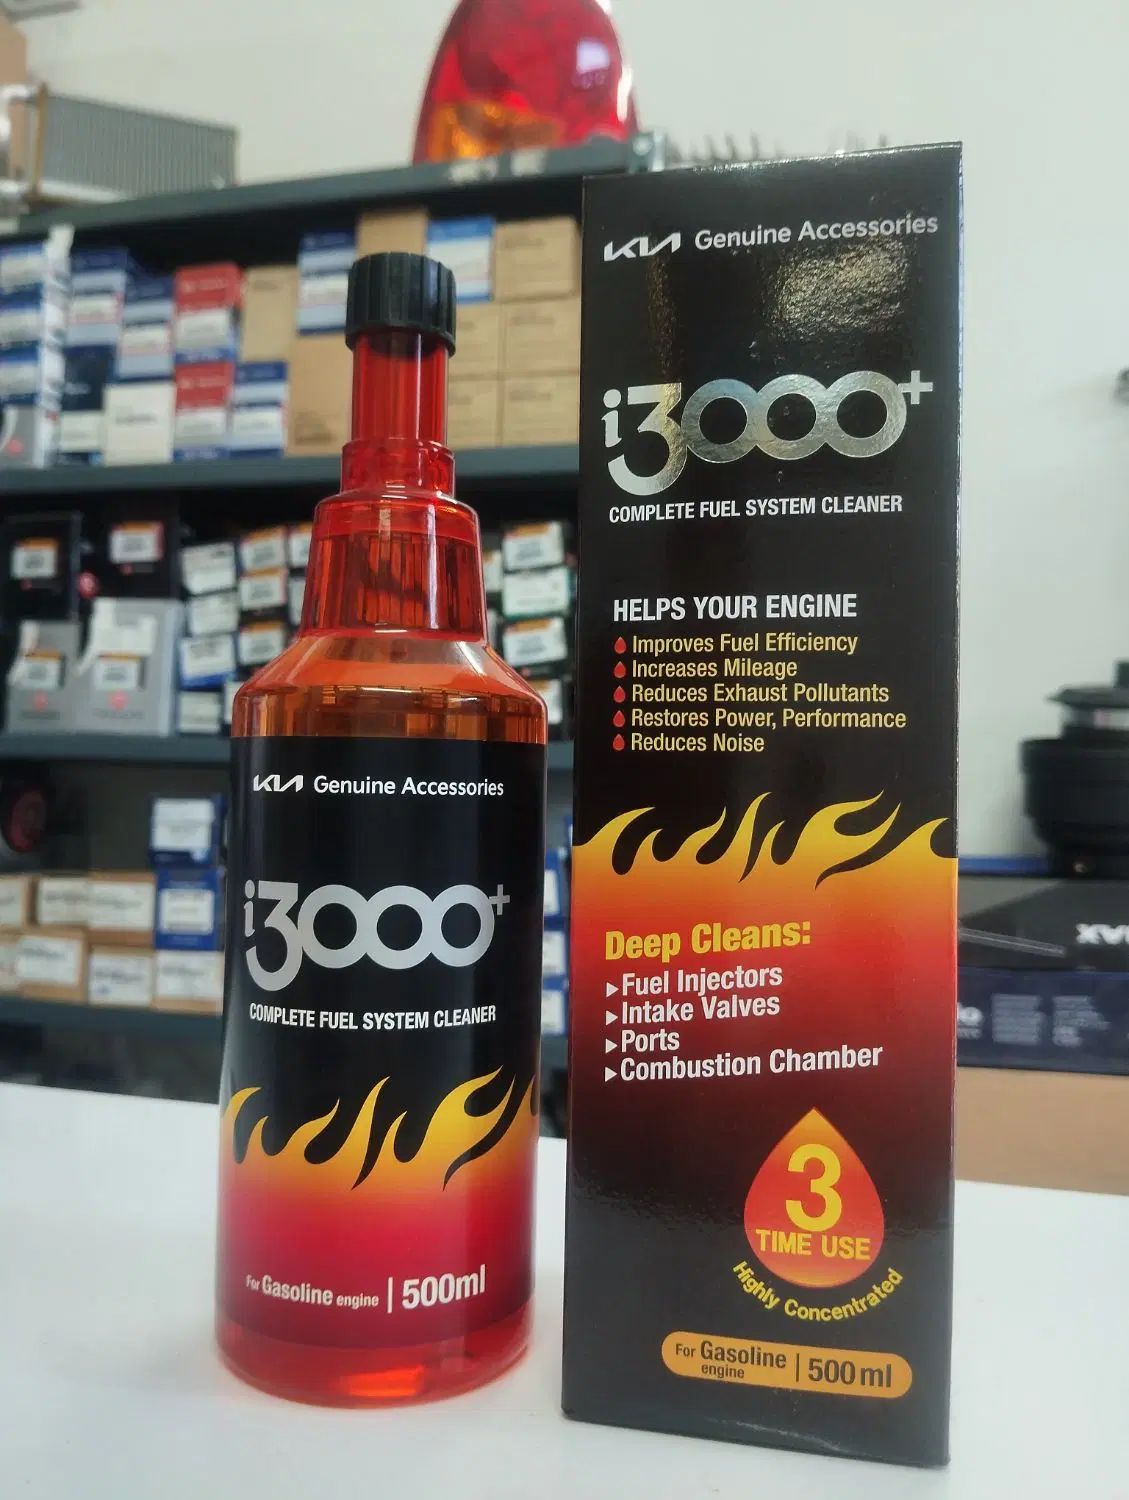 KIA Genuine Accessories
i3000+
COMPLETE FUEL SYSTEM CLEANER
For Gasoline engine | 500ml
KIA Genuine Accessories
i3000+
COMPLETE FUEL SYSTEM CLEANER
HELPS YOUR ENGINE
Improves Fuel Efficiency
Increases Mileage
Reduces Exhaust Pollutants
Restores Power, Performance
Reduces Noise
Deep Cleans:
Fuel Injectors
Intake Valves
Ports
Combustion Chamber
3
TIME USE
Highly Concentrated
For Gasoline engine | 500ml